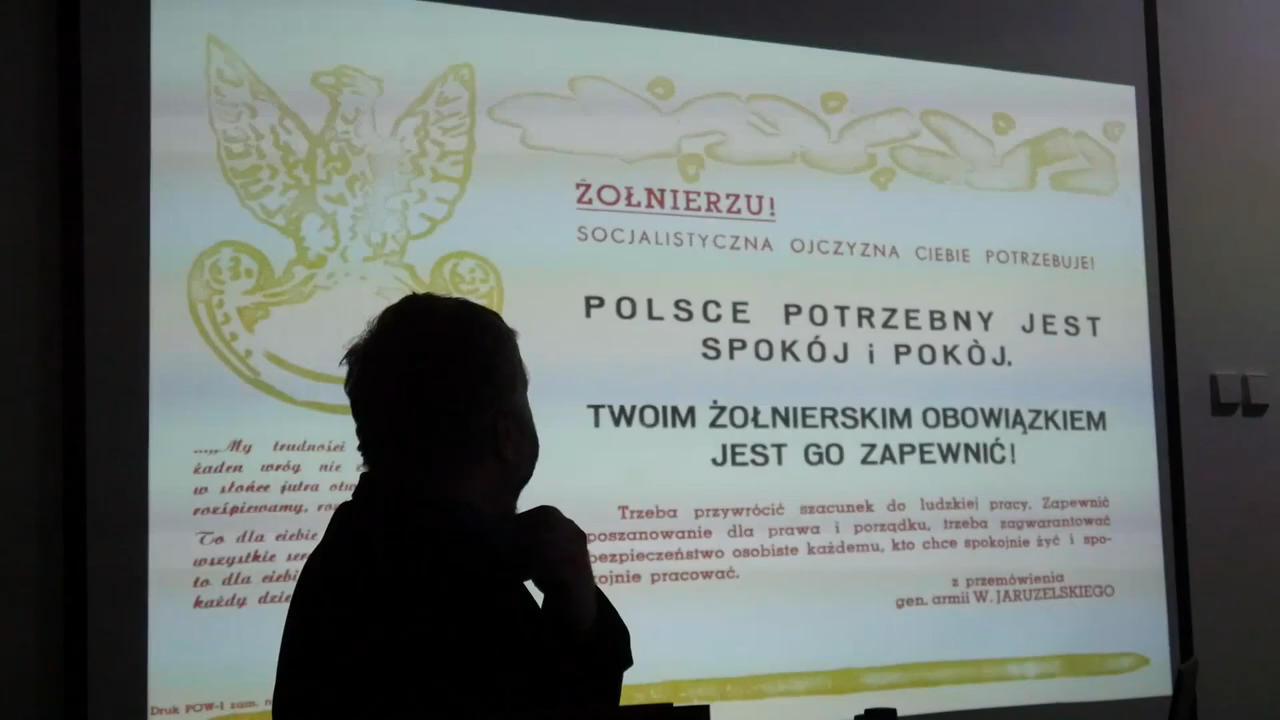 ŻOŁNIERZU!
SOCJALISTYCZNA OJCZYZNA CIEBIE POTRZEBUJE!
POLSCE POTRZEBNY JEST
SPOKÓJ i POKÒJ.
TWOIM ŻOŁNIERSKIM OBOWIĄZKIEM
JEST GO ZAPEWNIĆ!
Trzeba przywrócić szacunek do ludzkiej pracy. Zapewnić
poszanowanie dla prawa i porządku, trzeba zagwarantować
bezpieczeństwo osobiste każdemu, kto chce spokojnie żyć i spo-
kojnie pracować.
z przemówienia
gen. armii W. JARUZELSKIEGO
...„My trudności
żaden wróg nie
w słońce jutra
rozśpiewamy,
To dla ciebie
wszystkie
to dla
każdy
Druk POW-I zam.